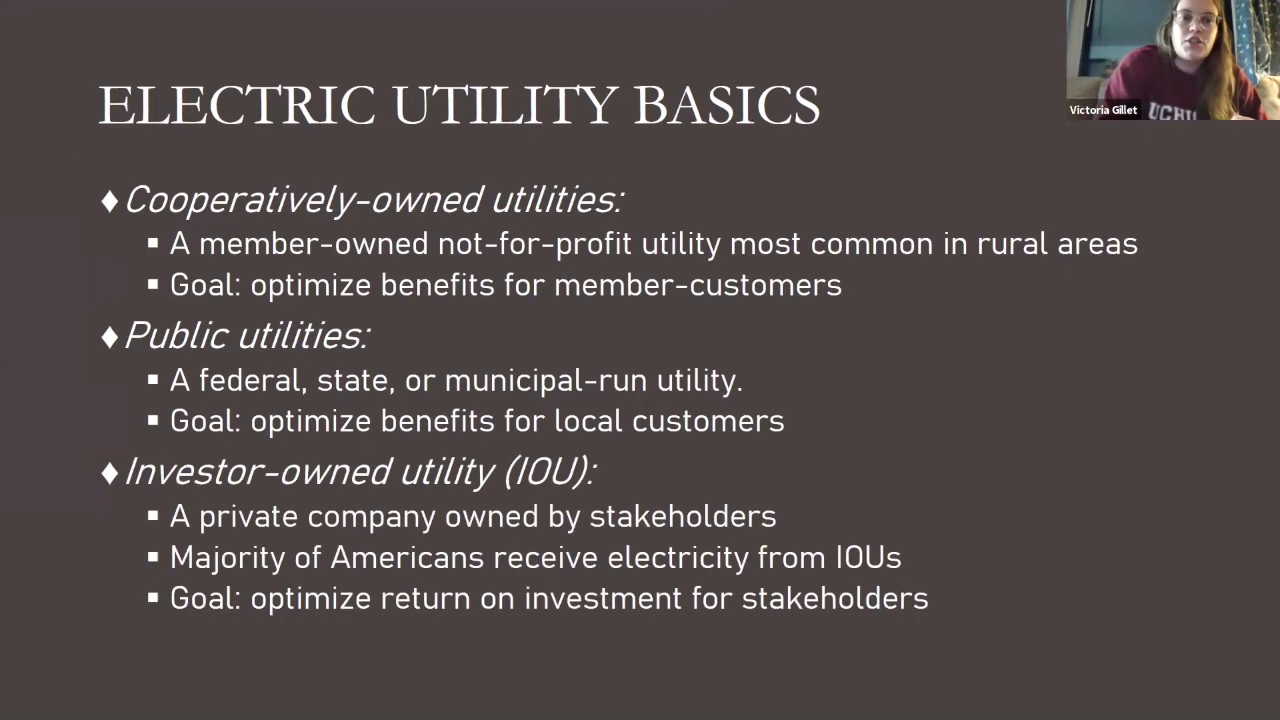 ELECTRIC UTILITY BASICS
Victoria Gillet
♦ Cooperatively-owned utilities:
▪ A member-owned not-for-profit utility most common in rural areas
▪ Goal: optimize benefits for member-customers
♦ Public utilities:
▪ A federal, state, or municipal-run utility.
▪ Goal: optimize benefits for local customers
♦ Investor-owned utility (IOU):
▪ A private company owned by stakeholders
▪ Majority of Americans receive electricity from IOUs
▪ Goal: optimize return on investment for stakeholders